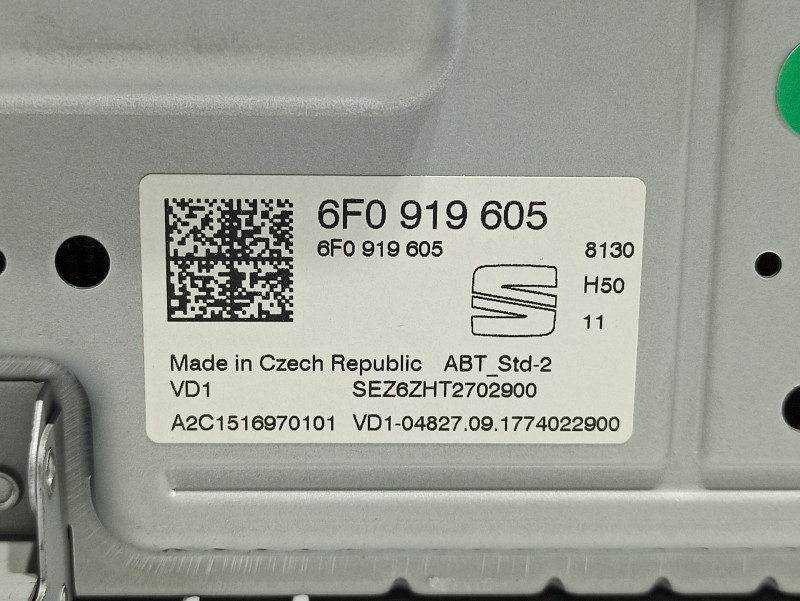 6F0 919 605
6F0 919 605 8130
H50
11
Made in Czech Republic ABT_Std-2
VD1 SEZ6ZHT2702900
A2C1516970101 VD1-04827.09.1774022900